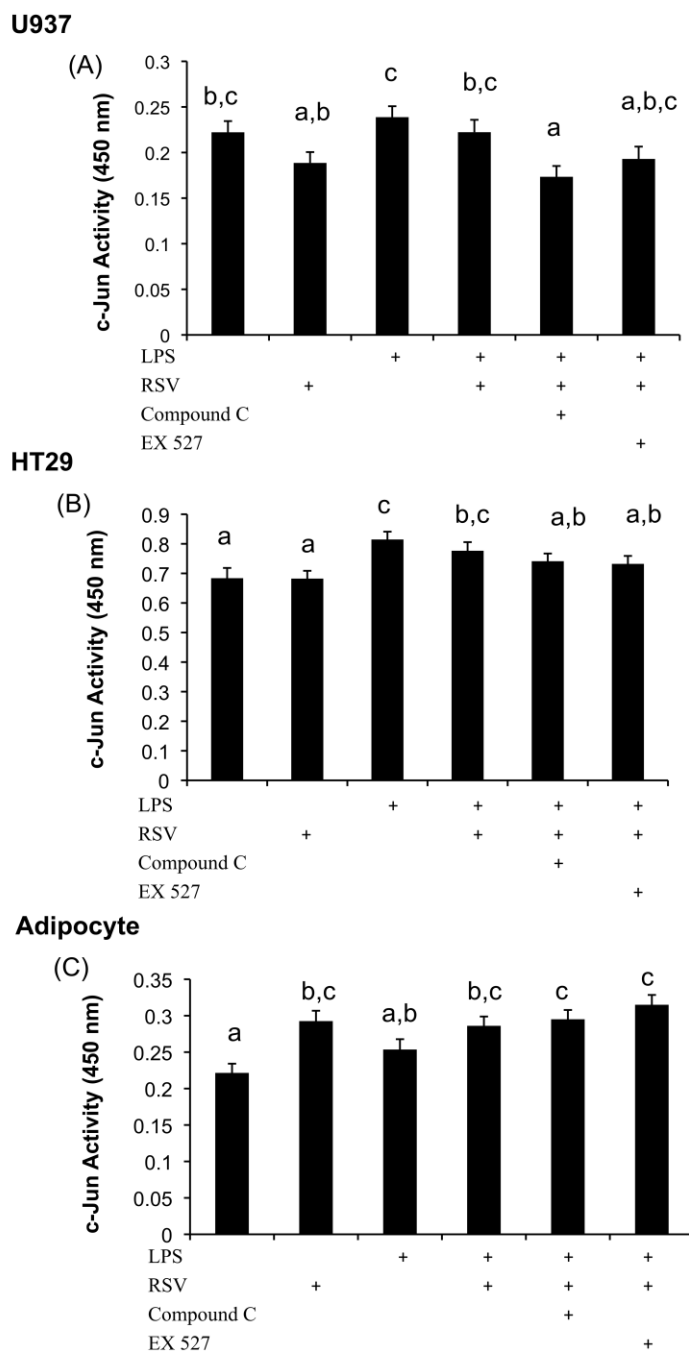 U937
(A)
c-Jun Activity (450 nm)
0.3
0.25
0.2
0.15
0.1
0.05
0
b,c
a,b
c
b,c
a
a,b,c
LPS + + + +
RSV + + + +
Compound C +
EX 527 +
HT29
(B)
c-Jun Activity (450 nm)
0.9
0.8
0.7
0.6
0.5
0.4
0.3
0.2
0.1
0
a
a
c
b,c
a,b
a,b
LPS + + + +
RSV + + + +
Compound C +
EX 527 +
Adipocyte
(C)
c-Jun Activity (450 nm)
0.35
0.3
0.25
0.2
0.15
0.1
0.05
0
a
b,c
a,b
b,c
c
c
LPS + + + +
RSV + + + +
Compound C +
EX 527 +